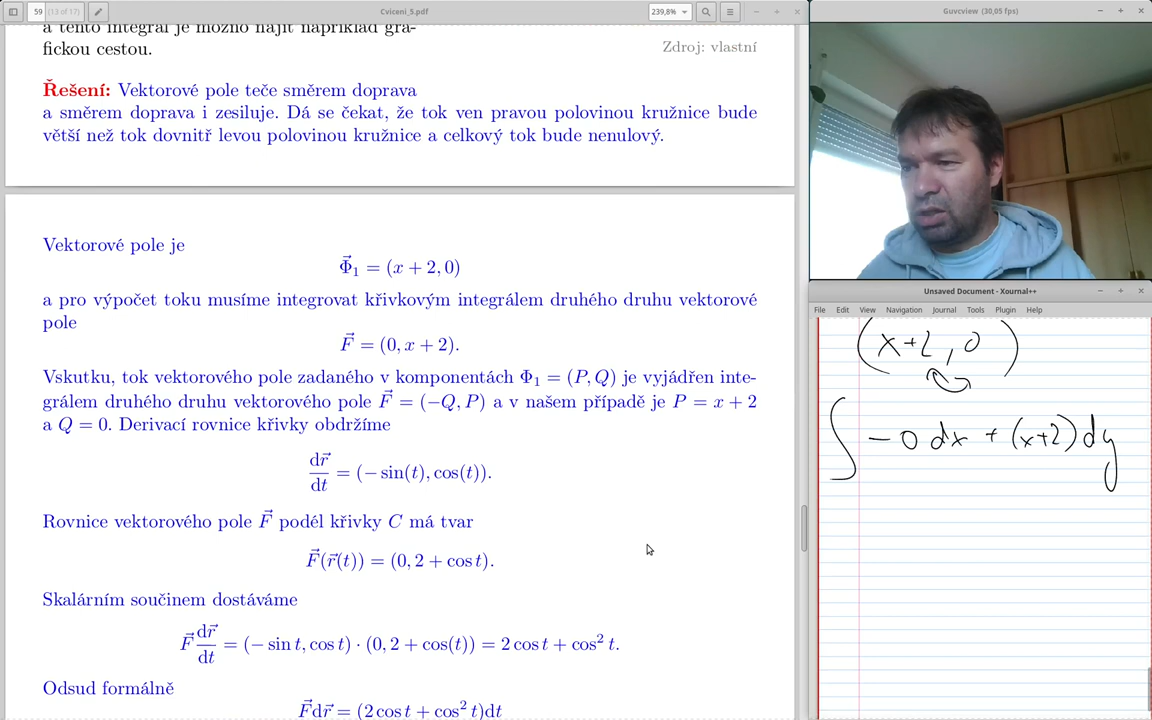 59 (13 of 17)
Cviceni_5.pdf
239,8%
a tento integrál je možno najít například gra-
fickou cestou.
Zdroj: vlastní
Řešení: Vektorové pole teče směrem doprava
a směrem doprava i zesiluje. Dá se čekat, že tok ven pravou polovinou kružnice bude
větší než tok dovnitř levou polovinou kružnice a celkový tok bude nenulový.
Vektorové pole je
Φ⃗₁ = (x + 2, 0)
a pro výpočet toku musíme integrovat křivkovým integrálem druhého druhu vektorové
pole
F⃗ = (0, x + 2).
Vskutku, tok vektorového pole zadaného v komponentách Φ₁ = (P, Q) je vyjádřen inte-
grálem druhého druhu vektorového pole F⃗ = (−Q, P) a v našem případě je P = x + 2
a Q = 0. Derivací rovnice křivky obdržíme
dr⃗/dt = (− sin(t), cos(t)).
Rovnice vektorového pole F⃗ podél křivky C má tvar
F⃗(r⃗(t)) = (0, 2 + cos t).
Skalárním součinem dostáváme
F⃗ dr⃗/dt = (− sin t, cos t) · (0, 2 + cos(t)) = 2 cos t + cos² t.
Odsud formálně
F⃗dr⃗ = (2 cos t + cos² t)dt
Guvcview (30,05 fps)
Unsaved Document - Xournal++
File Edit View Navigation Journal Tools Plugin Help
(x+2, 0)
∫ −0 dx + (x+2) dy